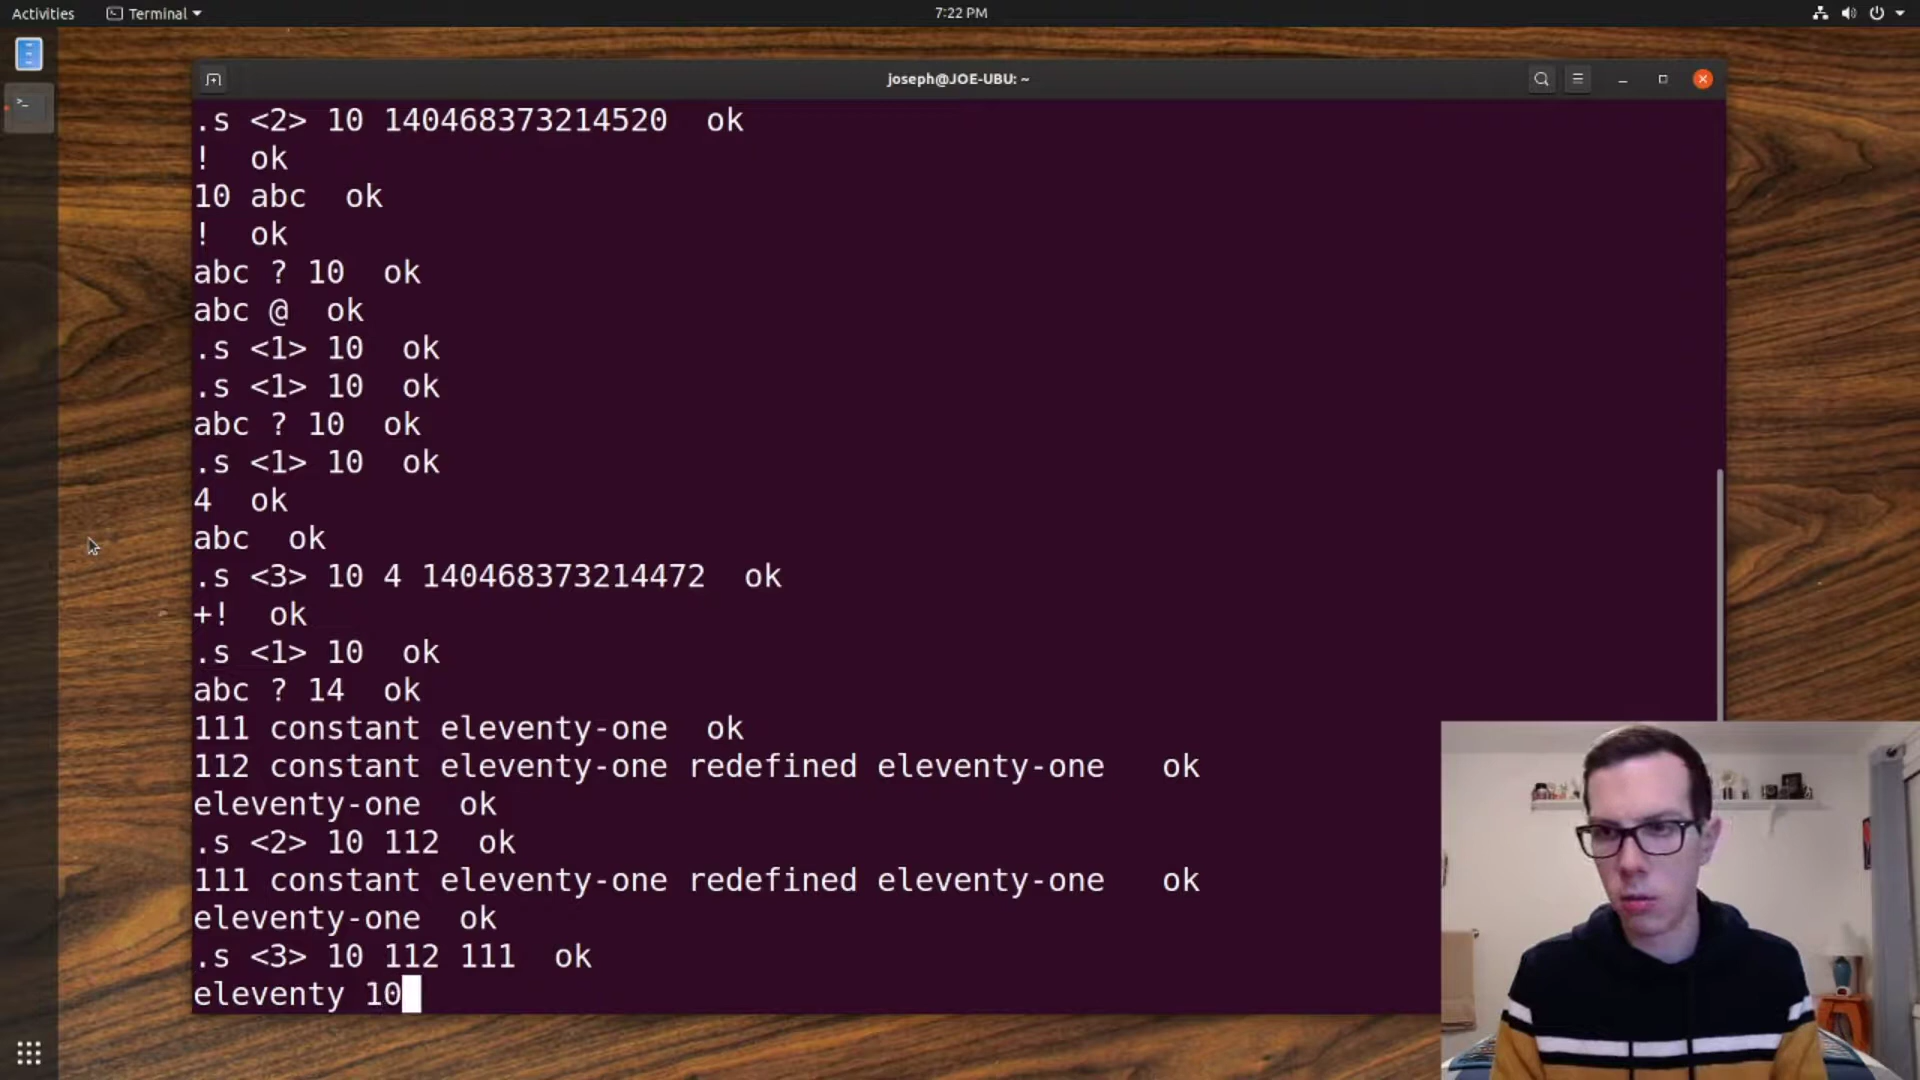 Activities
Terminal
7:22 PM
joseph@JOE-UBU: ~
.s <2> 10 140468373214520  ok
!  ok
10 abc  ok
!  ok
abc ? 10  ok
abc @  ok
.s <1> 10  ok
.s <1> 10  ok
abc ? 10  ok
.s <1> 10  ok
4  ok
abc  ok
.s <3> 10 4 140468373214472  ok
+!  ok
.s <1> 10  ok
abc ? 14  ok
111 constant eleventy-one  ok
112 constant eleventy-one redefined eleventy-one   ok
eleventy-one  ok
.s <2> 10 112  ok
111 constant eleventy-one redefined eleventy-one   ok
eleventy-one  ok
.s <3> 10 112 111  ok
eleventy 10